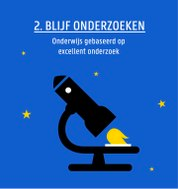 2. BLIJF ONDERZOEKEN
Onderwijs gebaseerd op
excellent onderzoek